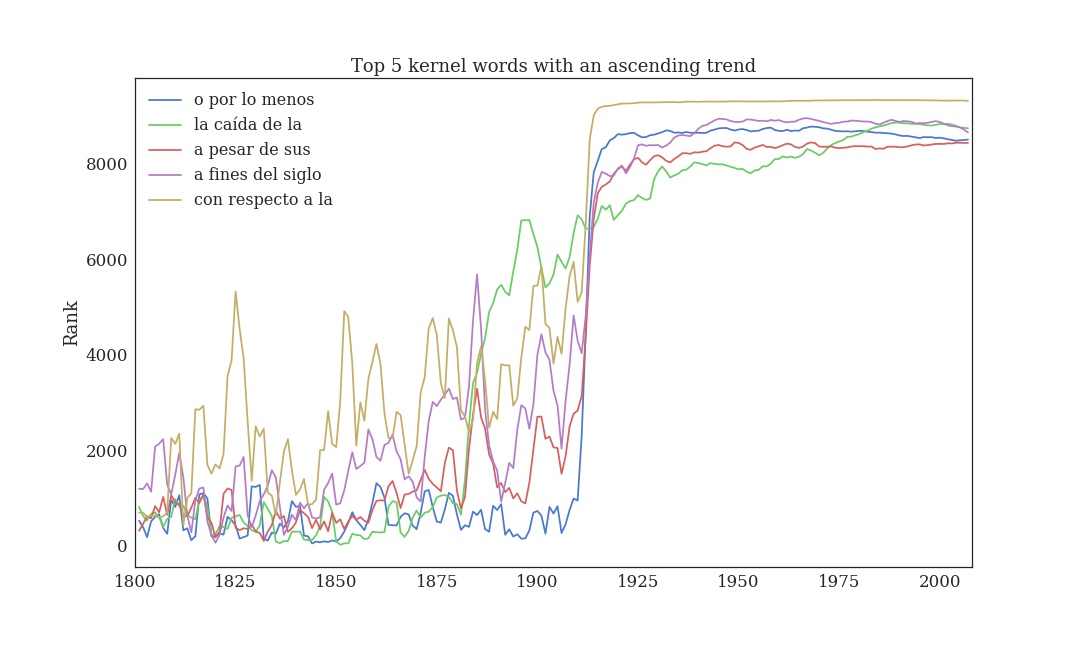 Top 5 kernel words with an ascending trend
o por lo menos
la caída de la
a pesar de sus
a fines del siglo
con respecto a la
Rank
8000
6000
4000
2000
0
1800 1825 1850 1875 1900 1925 1950 1975 2000